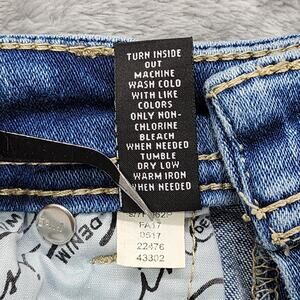 TURN INSIDE
OUT
MACHINE
WASH COLD
WITH LIKE
COLORS
ONLY NON-
CHLORINE
BLEACH
WHEN NEEDED
TUMBLE
DRY LOW
WARM IRON
WHEN NEEDED
FA17
0517
22476
43302
DENIM